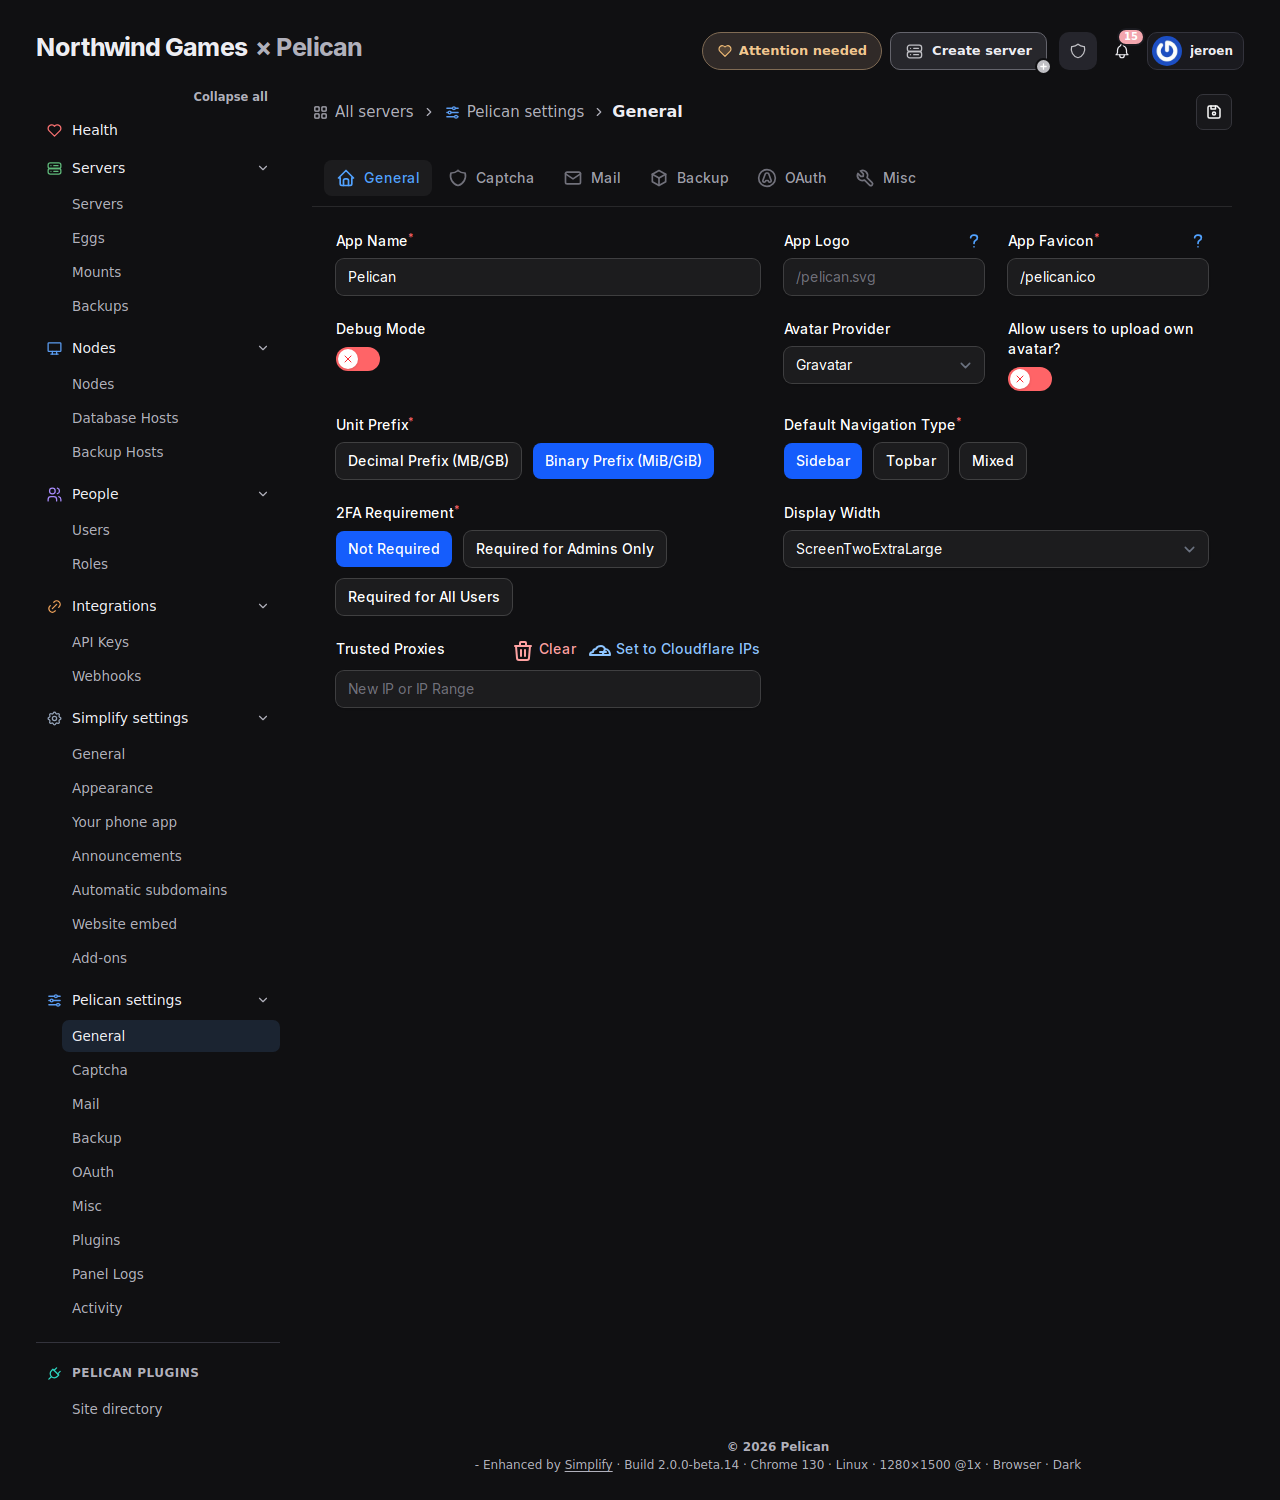 Northwind Games × Pelican
Attention needed
Create server
15
jeroen
Collapse all
All servers > Pelican settings > General
Health
Servers
Servers
Eggs
Mounts
Backups
Nodes
Nodes
Database Hosts
Backup Hosts
People
Users
Roles
Integrations
API Keys
Webhooks
Simplify settings
General
Appearance
Your phone app
Announcements
Automatic subdomains
Website embed
Add-ons
Pelican settings
General
Captcha
Mail
Backup
OAuth
Misc
Plugins
Panel Logs
Activity
PELICAN PLUGINS
Site directory
General Captcha Mail Backup OAuth Misc
App Name* App Logo ? App Favicon* ?
Pelican /pelican.svg /pelican.ico
Debug Mode Avatar Provider Allow users to upload own
avatar?
Gravatar
Unit Prefix* Default Navigation Type*
Decimal Prefix (MB/GB) Binary Prefix (MiB/GiB) Sidebar Topbar Mixed
2FA Requirement* Display Width
Not Required Required for Admins Only ScreenTwoExtraLarge
Required for All Users
Trusted Proxies Clear Set to Cloudflare IPs
New IP or IP Range
© 2026 Pelican
- Enhanced by Simplify · Build 2.0.0-beta.14 · Chrome 130 · Linux · 1280×1500 @1x · Browser · Dark